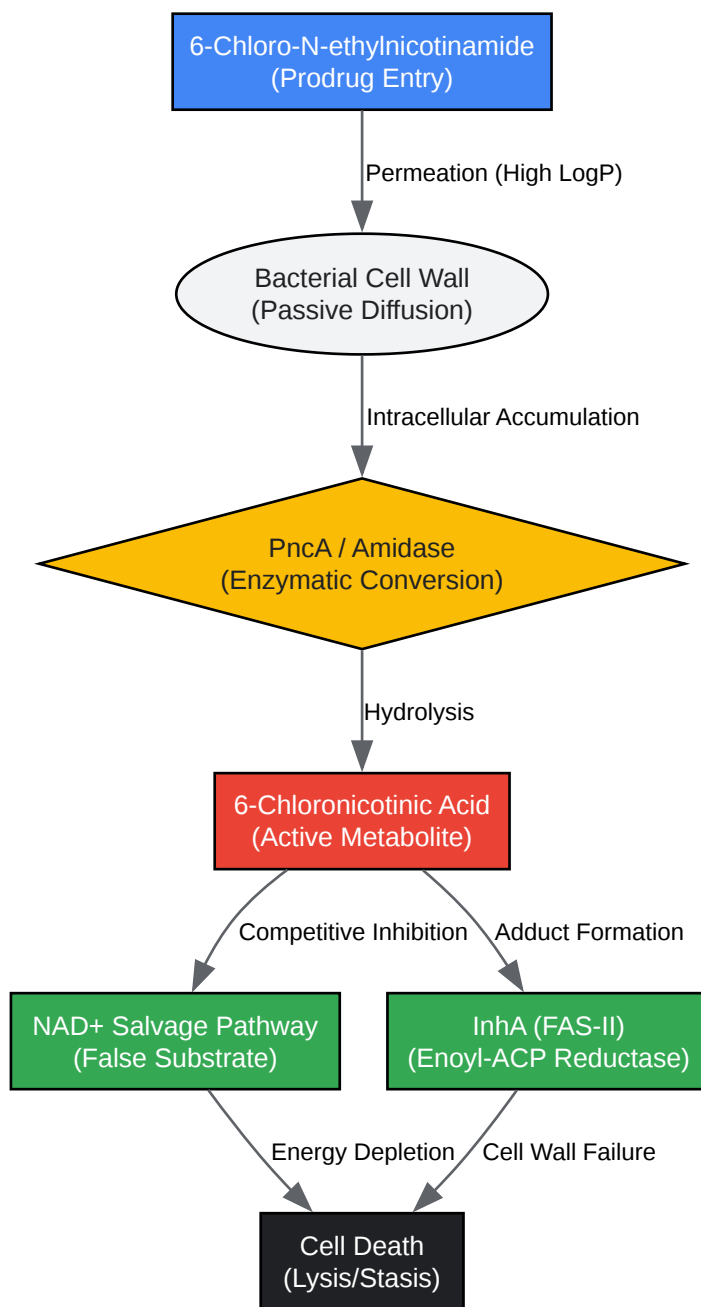 6-Chloro-N-ethylnicotinamide
(Prodrug Entry)
Permeation (High LogP)
Bacterial Cell Wall
(Passive Diffusion)
Intracellular Accumulation
PncA / Amidase
(Enzymatic Conversion)
Hydrolysis
6-Chloronicotinic Acid
(Active Metabolite)
Competitive Inhibition
Adduct Formation
NAD+ Salvage Pathway
(False Substrate)
InhA (FAS-II)
(Enoyl-ACP Reductase)
Energy Depletion
Cell Wall Failure
Cell Death
(Lysis/Stasis)